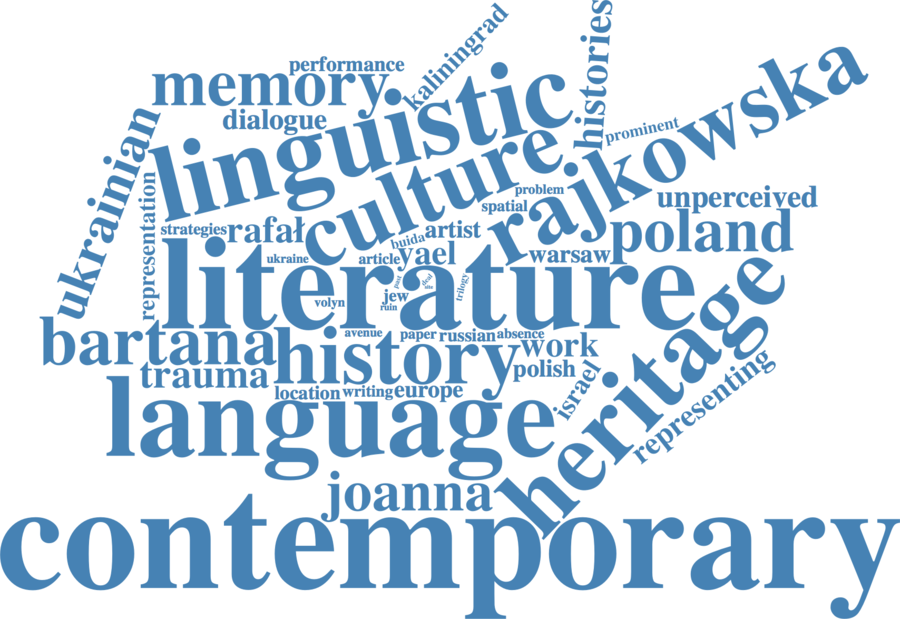 kaliningrad
histories
performance
memory
rajkowska
linguistic
dialogue
prominent
ukrainian
culture
problem
representation
unperceived
spatial
strategies
rafał
artist
poland
buida
yael
warsaw
ukraine
article
literature
heritage
past
deal
trilogy
jew
volyn
ruin
avenue
paper
russian
absence
bartana
history
work
trauma
polish
israel
representing
location
writing
europe
language
joanna
contemporary